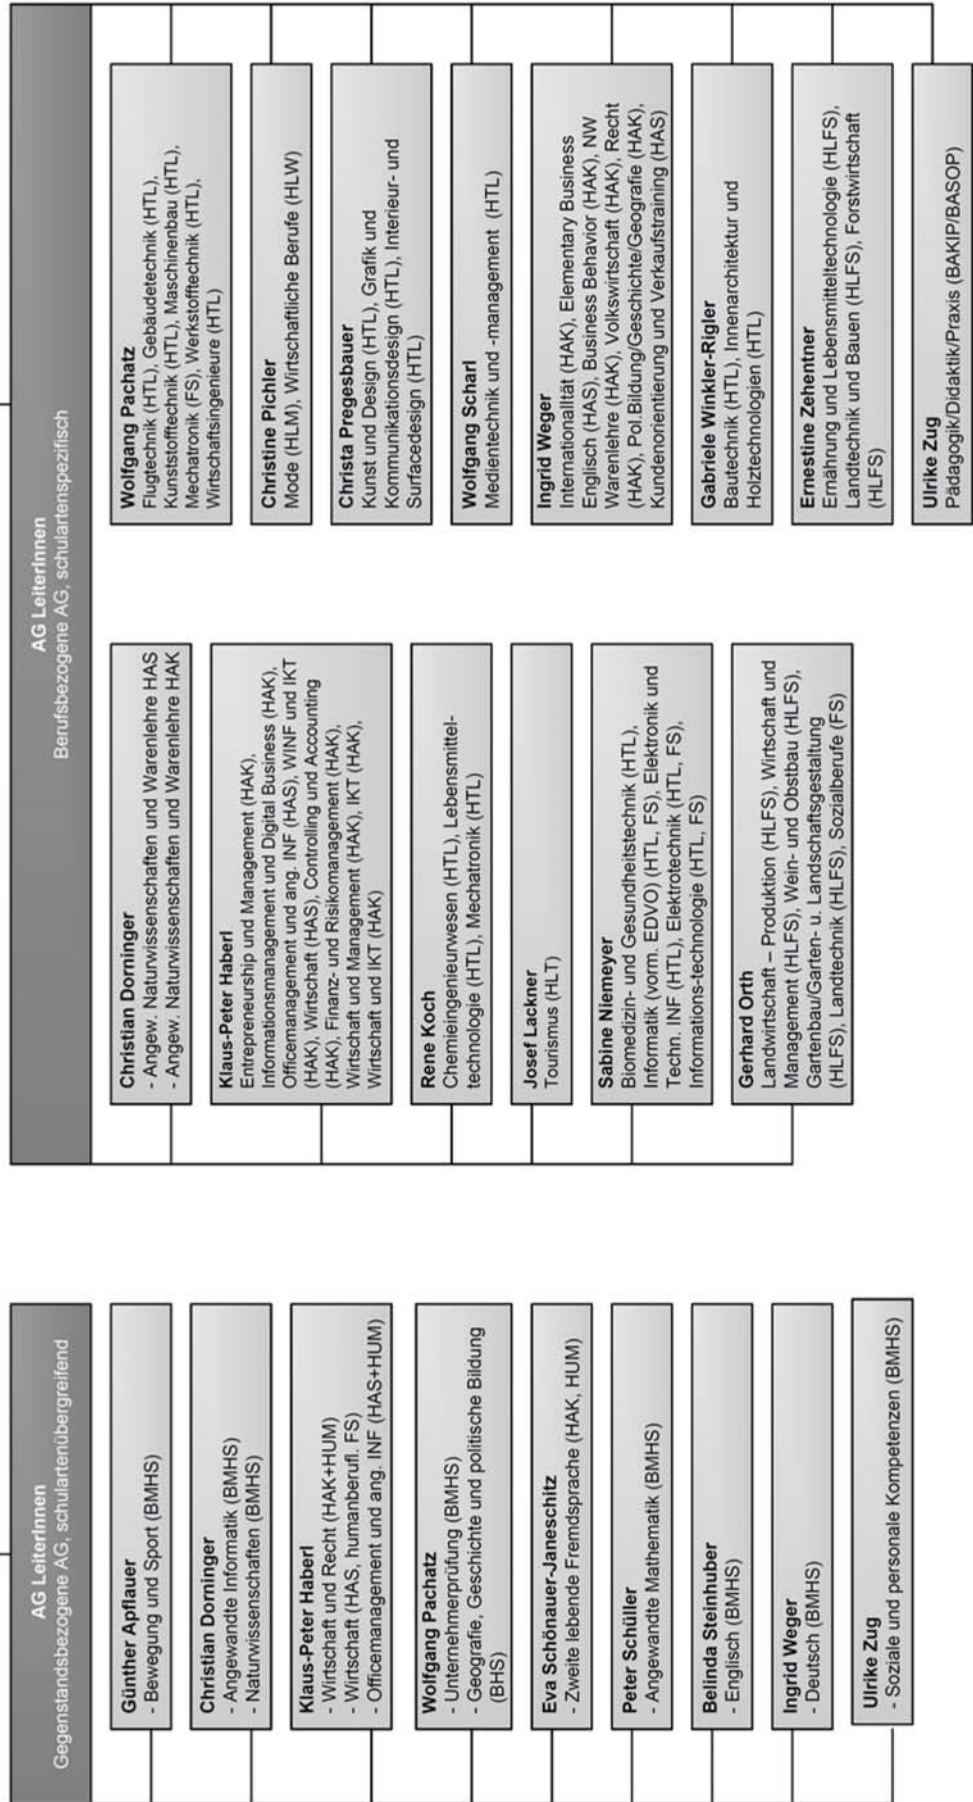 AG LeiterInnen
Gegenstandsbezogene AG, schulartenübergreifend
Günther Apflauer
- Bewegung und Sport (BMHS)
Christian Dorninger
- Angewandte Informatik (BMHS)
- Naturwissenschaften (BMHS)
Klaus-Peter Haberl
- Wirtschaft und Recht (HAK+HUM)
- Wirtschaft (HAS, humanberufl. FS)
- Officemanagement und ang. INF (HAS+HUM)
Wolfgang Pachatz
- Unternehmerprüfung (BMHS)
- Geografie, Geschichte und politische Bildung
(BHS)
Eva Schönauer-Janeschitz
- Zweite lebende Fremdsprache (HAK, HUM)
Peter Schüller
- Angewandte Mathematik (BMHS)
Belinda Steinhuber
- Englisch (BMHS)
Ingrid Weger
- Deutsch (BMHS)
Ulrike Zug
- Soziale und personale Kompetenzen (BMHS)
AG LeiterInnen
Berufsbezogene AG, schulartenspezifisch
Christian Dorninger
- Angew. Naturwissenschaften und Warenlehre HAS
- Angew. Naturwissenschaften und Warenlehre HAK
Klaus-Peter Haberl
Entrepreneurship und Management (HAK),
Informationsmanagement und Digital Business (HAK),
Officemanagement und ang. INF (HAS), WINF und IKT
(HAK), Wirtschaft (HAS), Controlling und Accounting
(HAK), Finanz- und Risikomanagement (HAK),
Wirtschaft und Management (HAK), IKT (HAK),
Wirtschaft und IKT (HAK)
Rene Koch
Chemieingenieurwesen (HTL), Lebensmittel-
technologie (HTL), Mechatronik (HTL)
Josef Lackner
Tourismus (HLT)
Sabine Niemeyer
Biomedizin- und Gesundheitstechnik (HTL),
Informatik (vorm. EDVO) (HTL, FS), Elektronik und
Techn. INF (HTL), Elektrotechnik (HTL, FS),
Informations-technologie (HTL, FS)
Gerhard Orth
Landwirtschaft – Produktion (HLFS), Wirtschaft und
Management (HLFS), Wein- und Obstbau (HLFS),
Gartenbau/Garten- u. Landschaftsgestaltung
(HLFS), Landtechnik (HLFS), Sozialberufe (FS)
Wolfgang Pachatz
Flugtechnik (HTL), Gebäudetechnik (HTL),
Kunststofftechnik (HTL), Maschinenbau (HTL),
Mechatronik (FS), Werkstofftechnik (HTL),
Wirtschaftsingenieure (HTL)
Christine Pichler
Mode (HLM), Wirtschaftliche Berufe (HLW)
Christa Pregesbauer
Kunst und Design (HTL), Grafik und
Kommunikationsdesign (HTL), Interieur- und
Surfacedesign (HTL)
Wolfgang Scharl
Medientechnik und -management (HTL)
Ingrid Weger
Internationalität (HAK), Elementary Business
Englisch (HAS), Business Behavior (HAK), NW
Warenlehre (HAK), Volkswirtschaft (HAK), Recht
(HAK), Pol.Bildung/Geschichte/Geografie (HAK),
Kundenorientierung und Verkaufstraining (HAS)
Gabriele Winkler-Rigler
Bautechnik (HTL), Innenarchitektur und
Holztechnologien (HTL)
Ernestine Zehentner
Ernährung und Lebensmitteltechnologie (HLFS),
Landtechnik und Bauen (HLFS), Forstwirtschaft
(HLFS)
Ulrike Zug
Pädagogik/Didaktik/Praxis (BAKIP/BASOP)